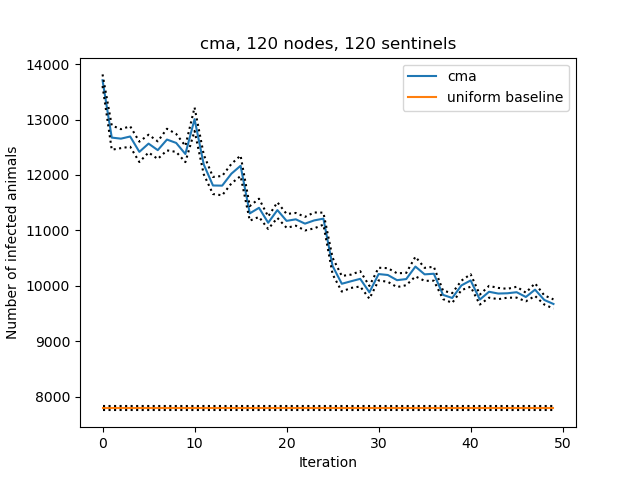 cma, 120 nodes, 120 sentinels
cma
uniform baseline
Number of infected animals
14000
13000
12000
11000
10000
9000
8000
0 10 20 30 40 50
Iteration